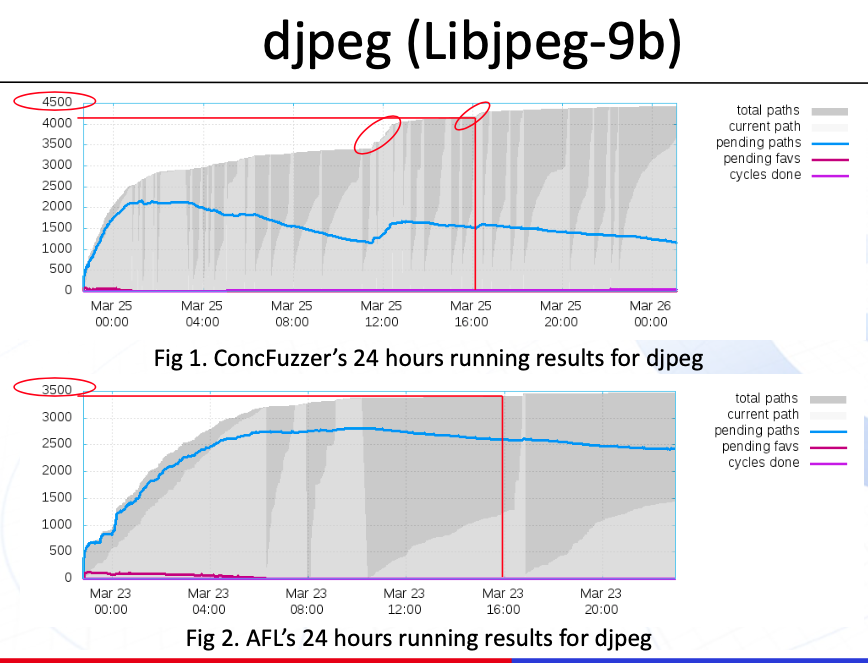 djpeg (Libjpeg-9b)
4500
4000
3500
3000
2500
2000
1500
1000
500
0
Mar 25 Mar 25 Mar 25 Mar 25 Mar 25 Mar 25 Mar 26
00:00 04:00 08:00 12:00 16:00 20:00 00:00
total paths
current path
pending paths
pending favs
cycles done
Fig 1. ConcFuzzer's 24 hours running results for djpeg
3500
3000
2500
2000
1500
1000
500
0
Mar 23 Mar 23 Mar 23 Mar 23 Mar 23 Mar 23
00:00 04:00 08:00 12:00 16:00 20:00
total paths
current path
pending paths
pending favs
cycles done
Fig 2. AFL's 24 hours running results for djpeg